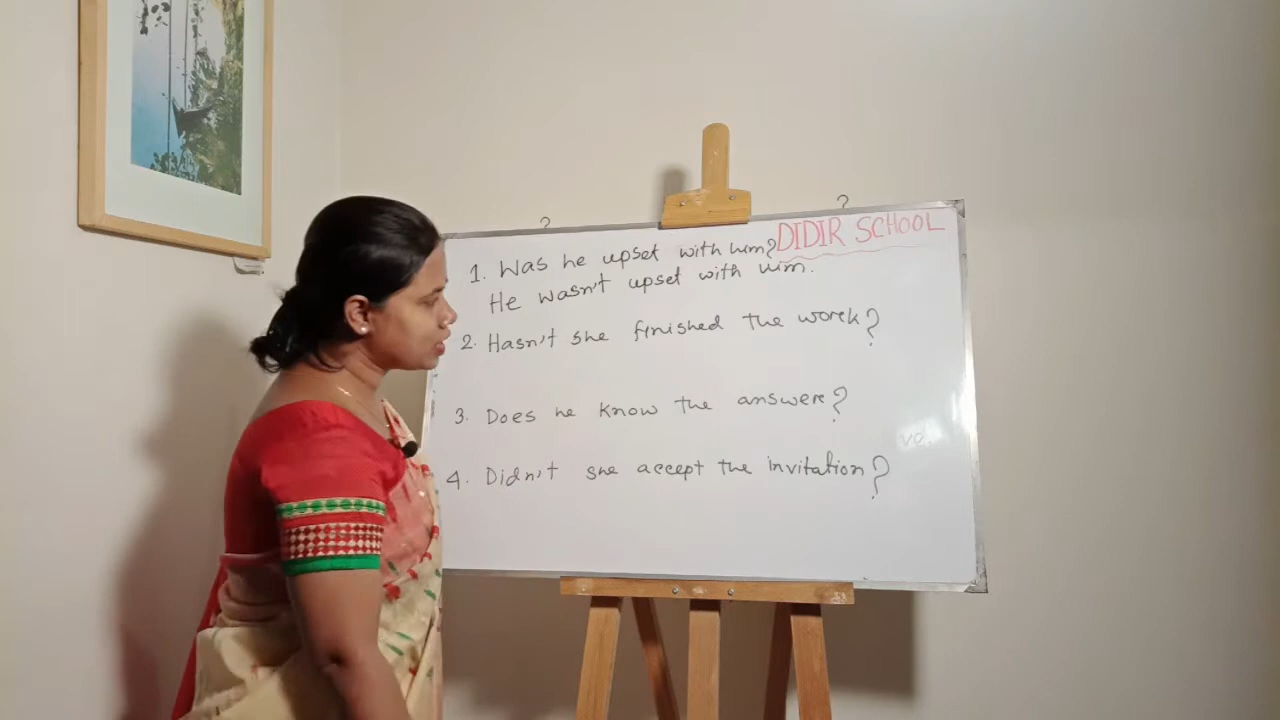 DIDIR SCHOOL
1. Was he upset with him?
He wasn't upset with him.
2. Hasn't she finished the work?
3. Does he know the answer?
4. Didn't she accept the invitation?